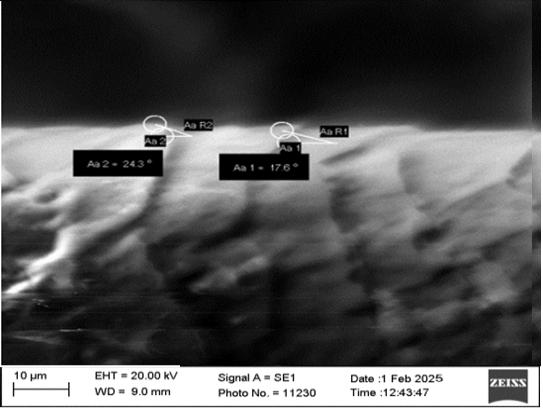 Aa R2
Aa R1
Aa 2
Aa 1
Aa 2 = 24.3 °
Aa 1 = 17.6 °
10 µm
EHT = 20.00 kV
Signal A = SE1
Date :1 Feb 2025
WD = 9.0 mm
Photo No. = 11230
Time :12:43:47
ZEISS